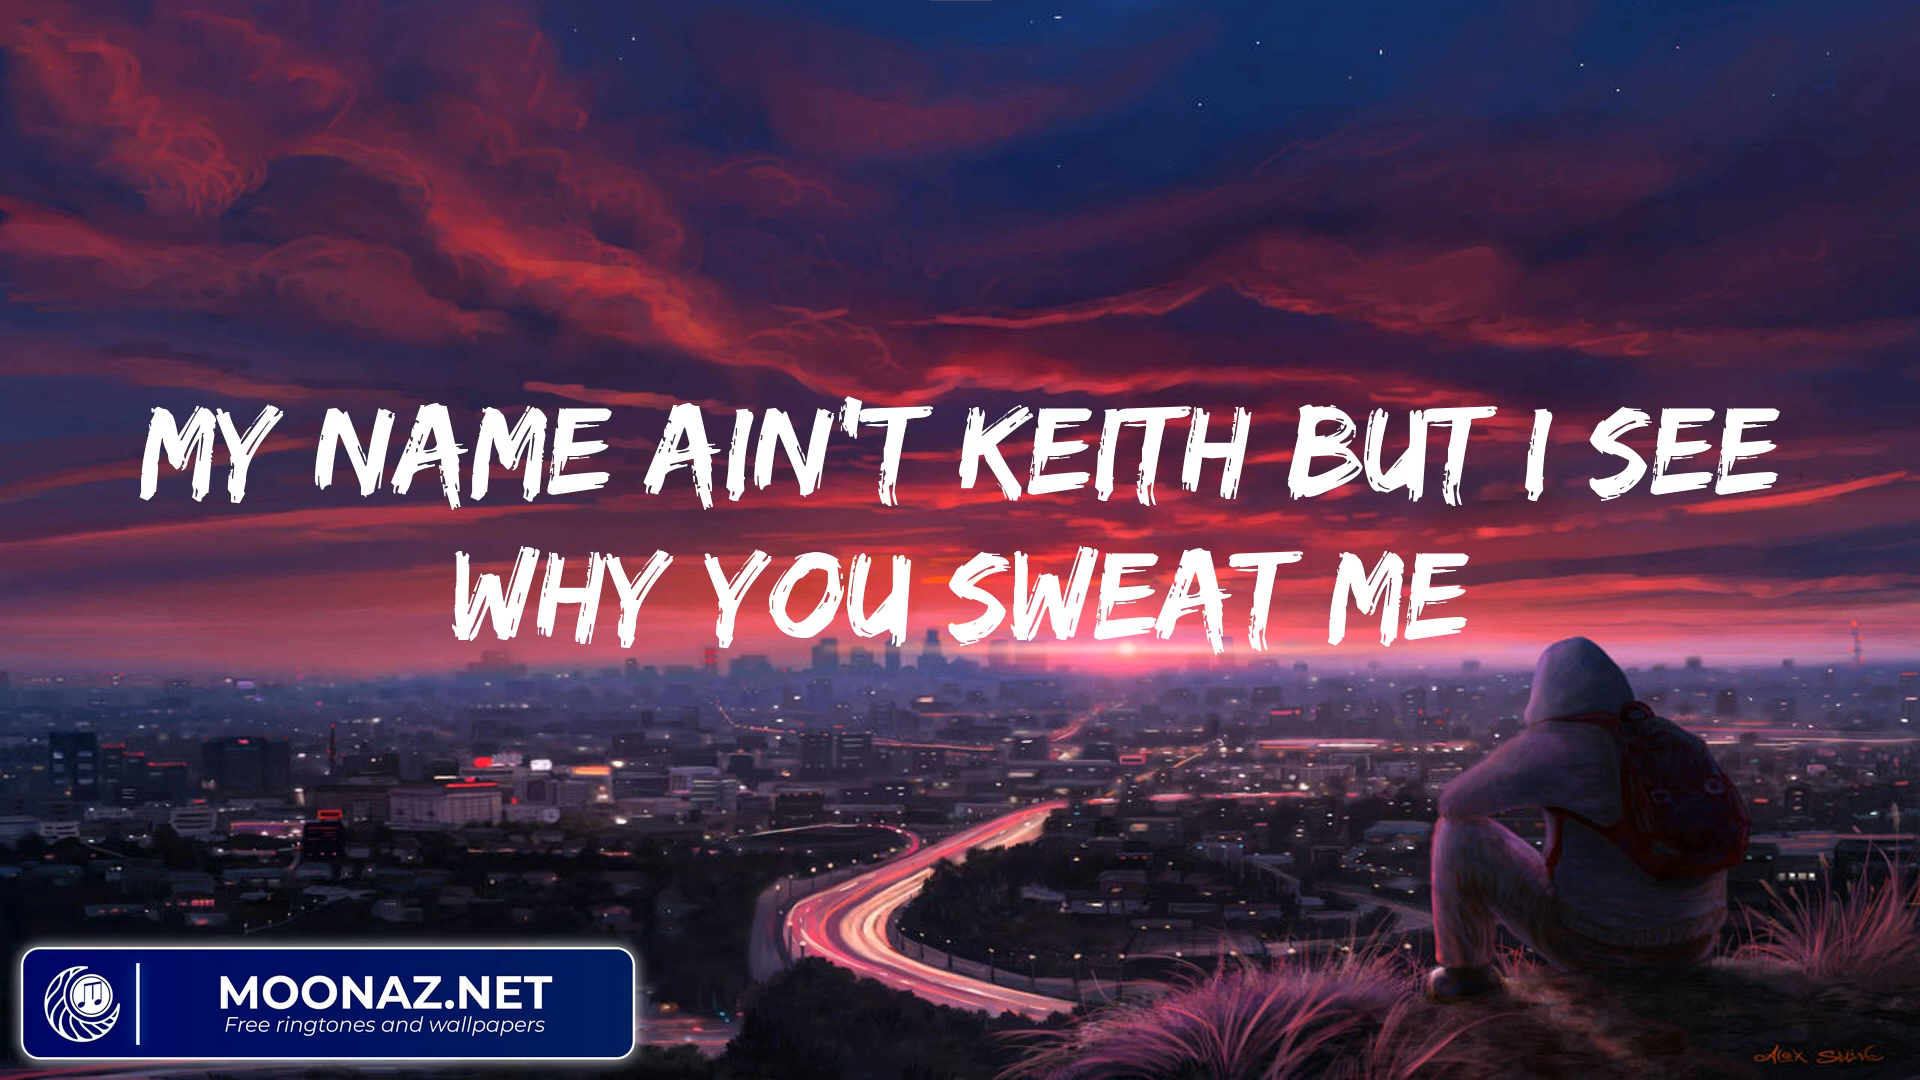 MY NAME AIN'T KEITH BUT I SEE
WHY YOU SWEAT ME
MOONAZ.NET
Free ringtones and wallpapers